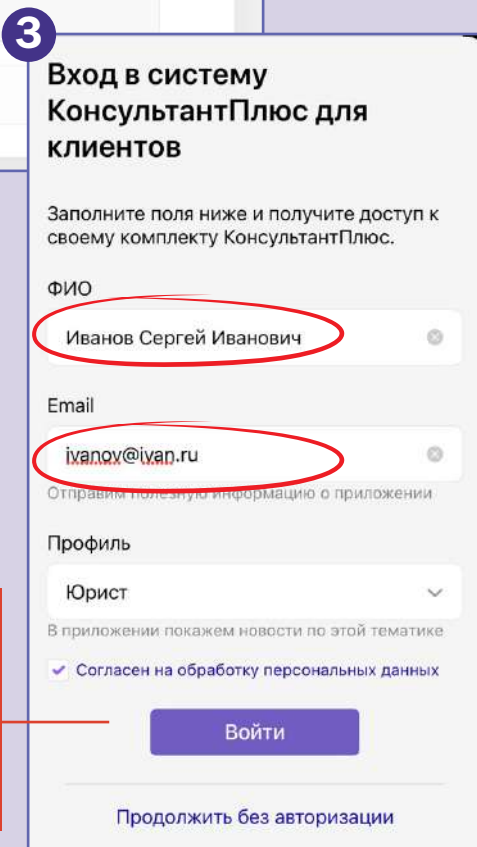 3
Вход в систему
КонсультантПлюс для
клиентов
Заполните поля ниже и получите доступ к
своему комплекту КонсультантПлюс.
ФИО
Иванов Сергей Иванович
Email
ivanov@ivan.ru
Отправим полезную информацию о приложении
Профиль
Юрист
В приложении покажем новости по этой тематике
Согласен на обработку персональных данных
Войти
Продолжить без авторизации